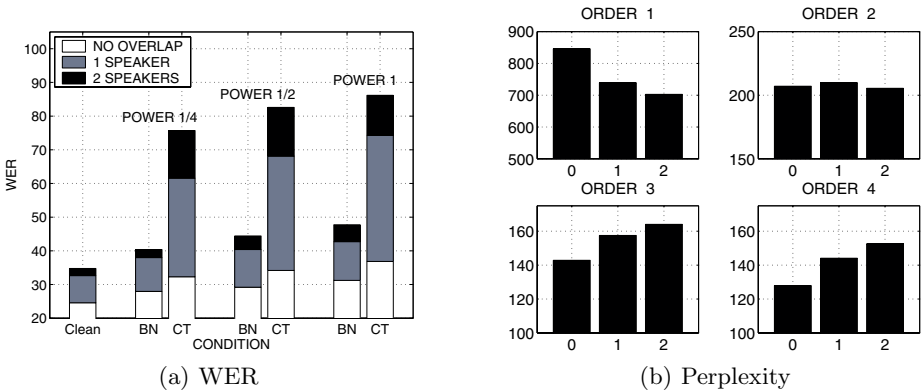 100
90
80
70
60
50
40
30
20
WER
NO OVERLAP
1 SPEAKER
2 SPEAKERS
POWER 1/4
POWER 1/2
POWER 1
Clean BN CT BN CT BN CT
CONDITION
(a) WER
ORDER 1
900
800
700
600
500
0 1 2
ORDER 2
250
200
150
0 1 2
ORDER 3
160
140
120
100
0 1 2
ORDER 4
160
140
120
100
0 1 2
(b) Perplexity